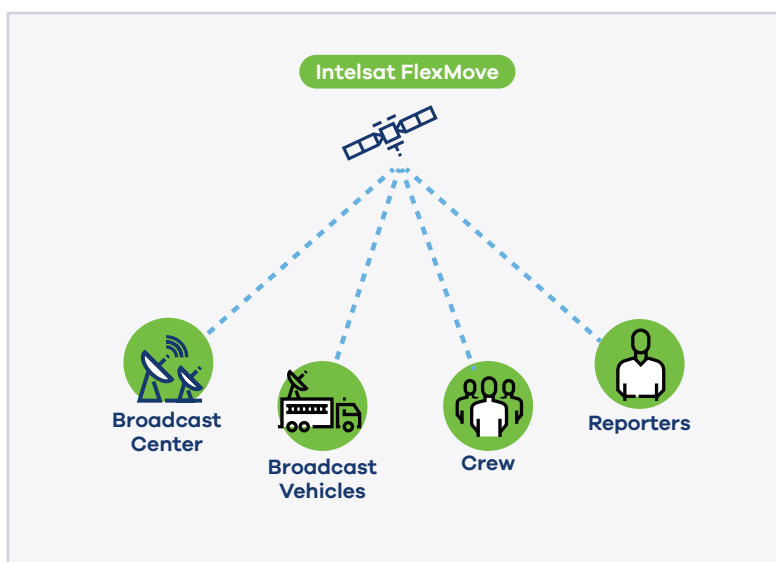 Intelsat FlexMove
Broadcast
Center
Broadcast
Vehicles
Crew
Reporters